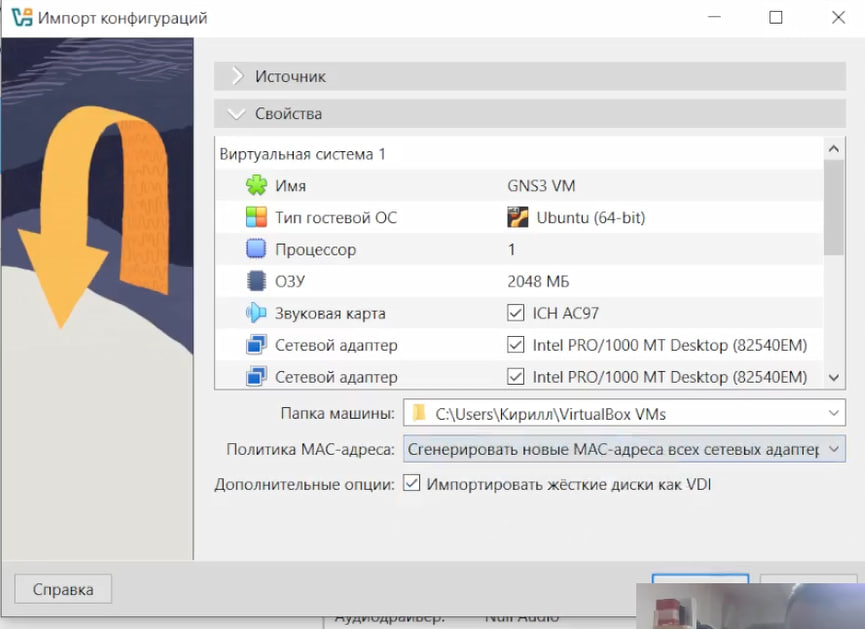 Импорт конфигураций
Источник
Свойства
Виртуальная система 1
Имя GNS3 VM
Тип гостевой ОС Ubuntu (64-bit)
Процессор 1
ОЗУ 2048 МБ
Звуковая карта ICH AC97
Сетевой адаптер Intel PRO/1000 MT Desktop (82540EM)
Сетевой адаптер Intel PRO/1000 MT Desktop (82540EM)
Папка машины: C:\Users\Кирилл\VirtualBox VMs
Политика MAC-адреса: Сгенерировать новые MAC-адреса всех сетевых адаптер
Дополнительные опции: Импортировать жёсткие диски как VDI
Справка
Аудиодрайвер: Null Audio